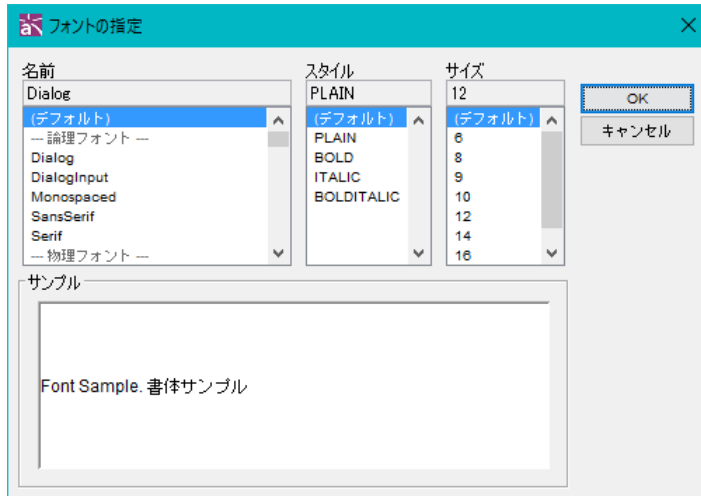 フォントの指定
名前
Dialog
(デフォルト)
--- 論理フォント ---
Dialog
DialogInput
Monospaced
SansSerif
Serif
--- 物理フォント ---
スタイル
PLAIN
(デフォルト)
PLAIN
BOLD
ITALIC
BOLDITALIC
サイズ
12
(デフォルト)
6
8
9
10
12
14
16
OK
キャンセル
サンプル
Font Sample. 書体サンプル